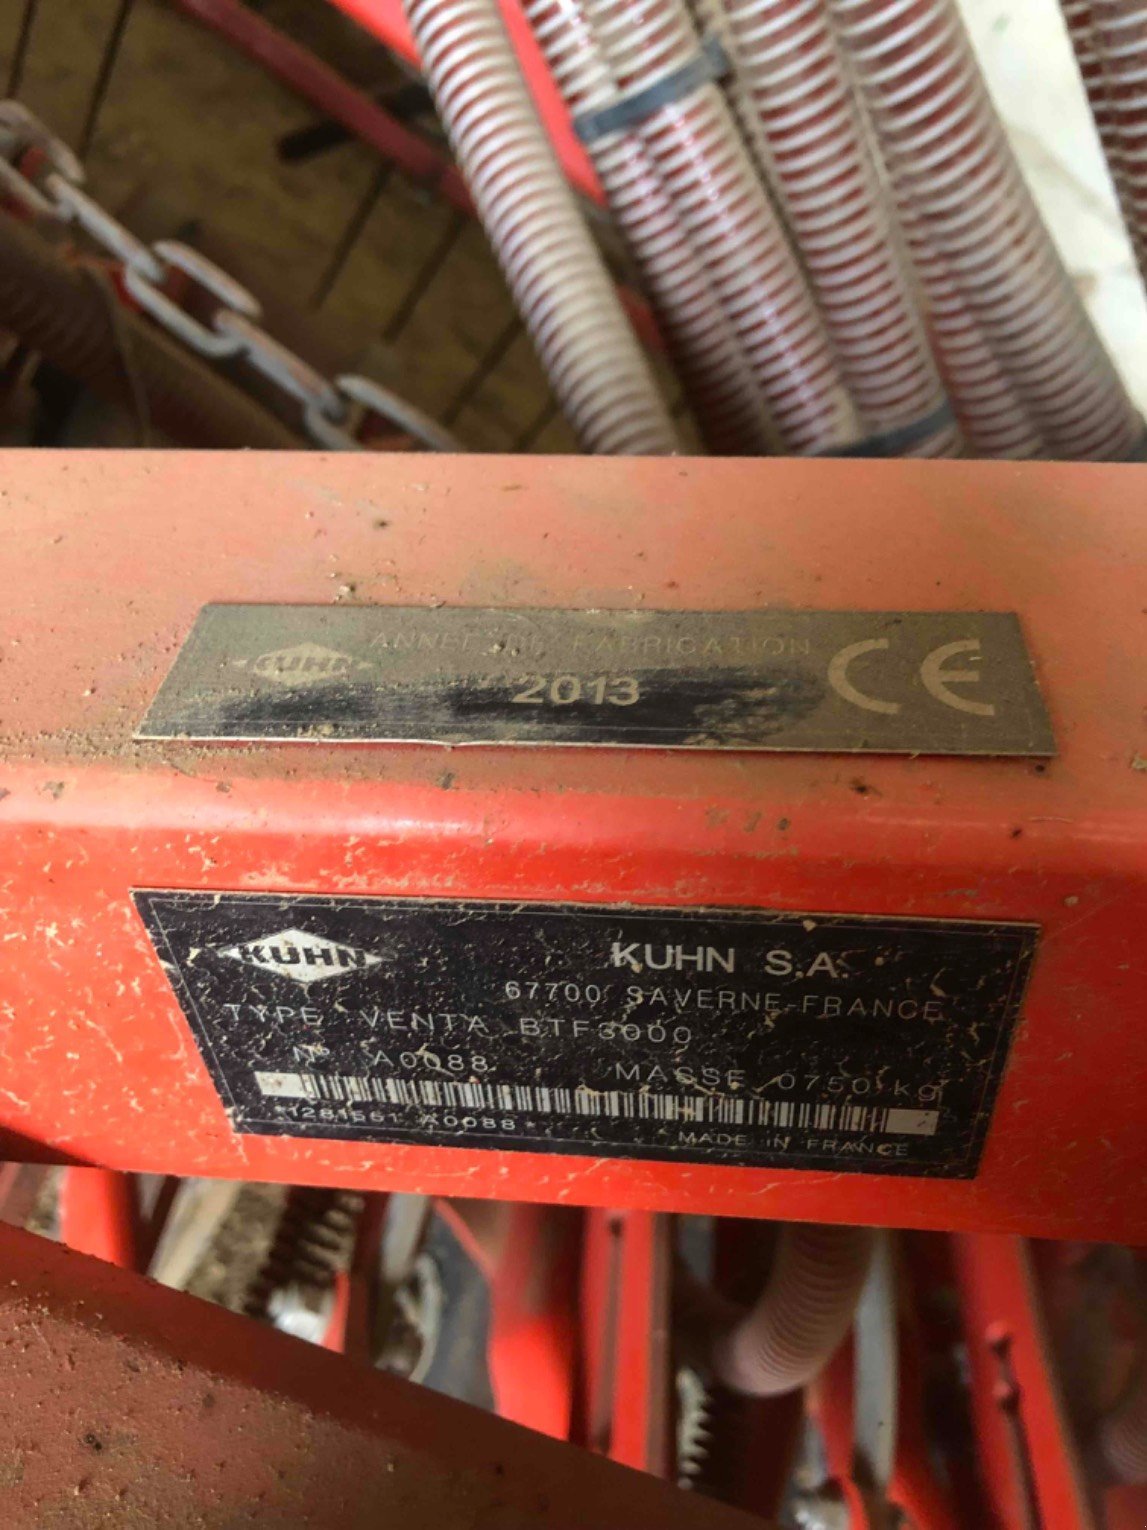 KUHN
ANNEE DE FABRICATION
2013
CE
KUHN
KUHN S.A.
67700 SAVERNE-FRANCE
TYPE VENTA BTF3000
N° A0088
MASSE 0750 kg
*1281561 A0088*
MADE IN FRANCE